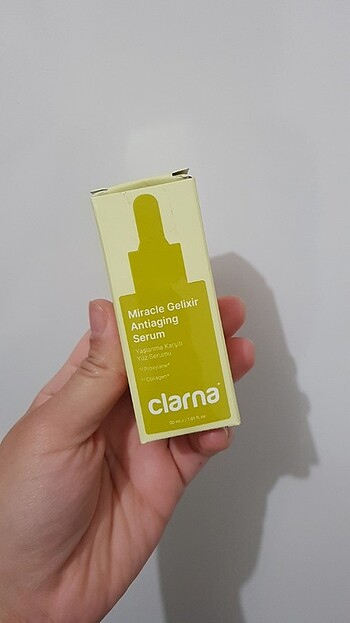 Miracle Gelixir
Antiaging
Serum
Yaşlanma Karşıtı
Yüz Serumu
clarna